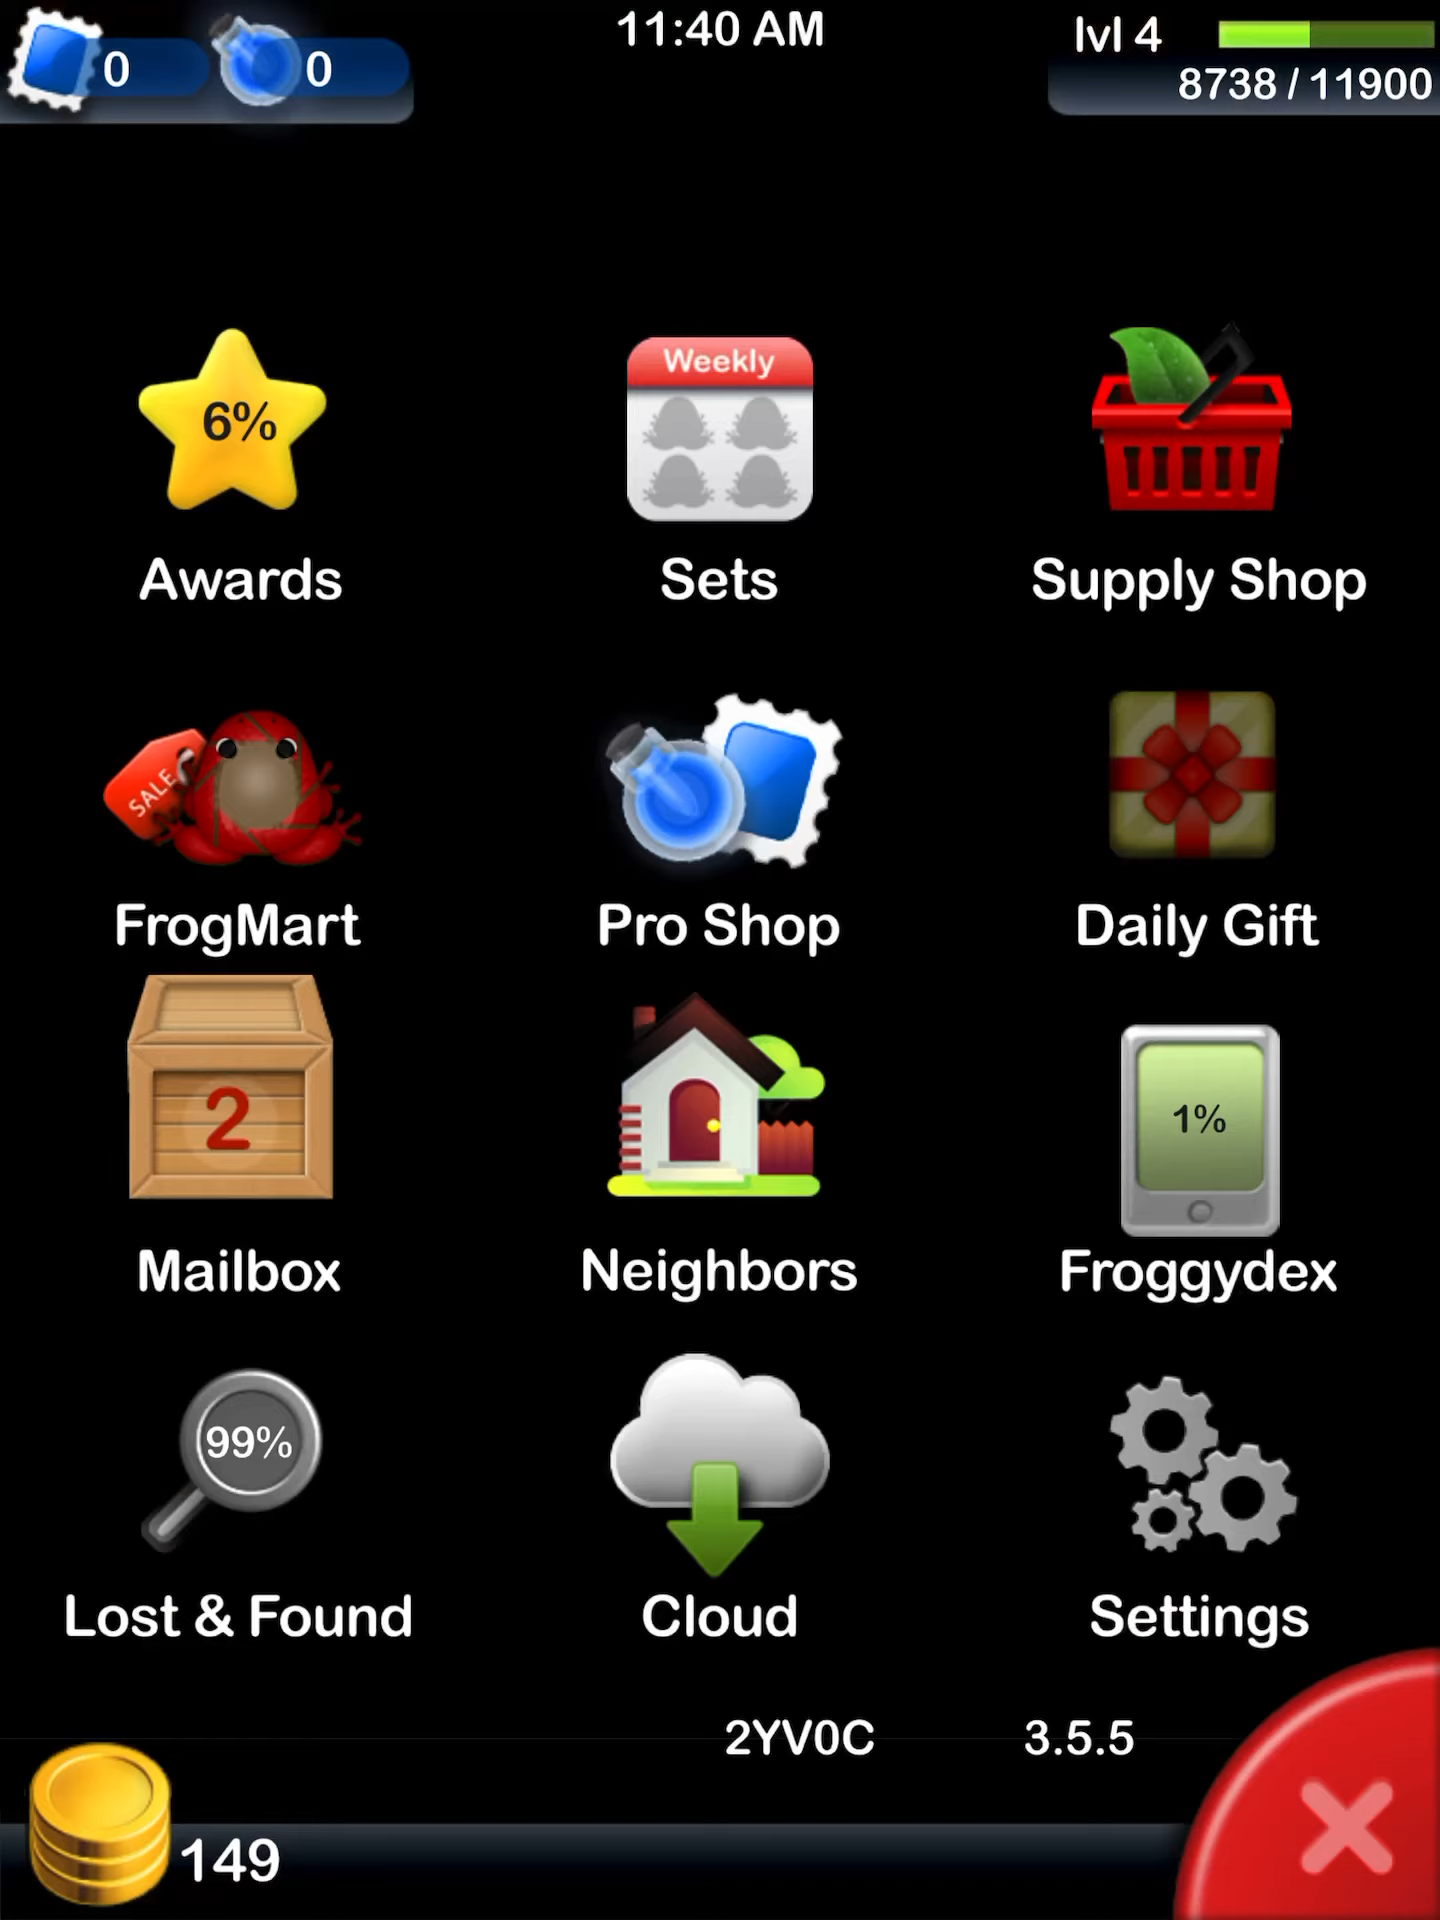 0
0
11:40 AM
lvl 4
8738 / 11900
6%
Awards
Weekly
Sets
Supply Shop
SALE
FrogMart
Pro Shop
Daily Gift
2
Mailbox
Neighbors
1%
Froggydex
99%
Lost & Found
Cloud
Settings
2YV0C
3.5.5
149